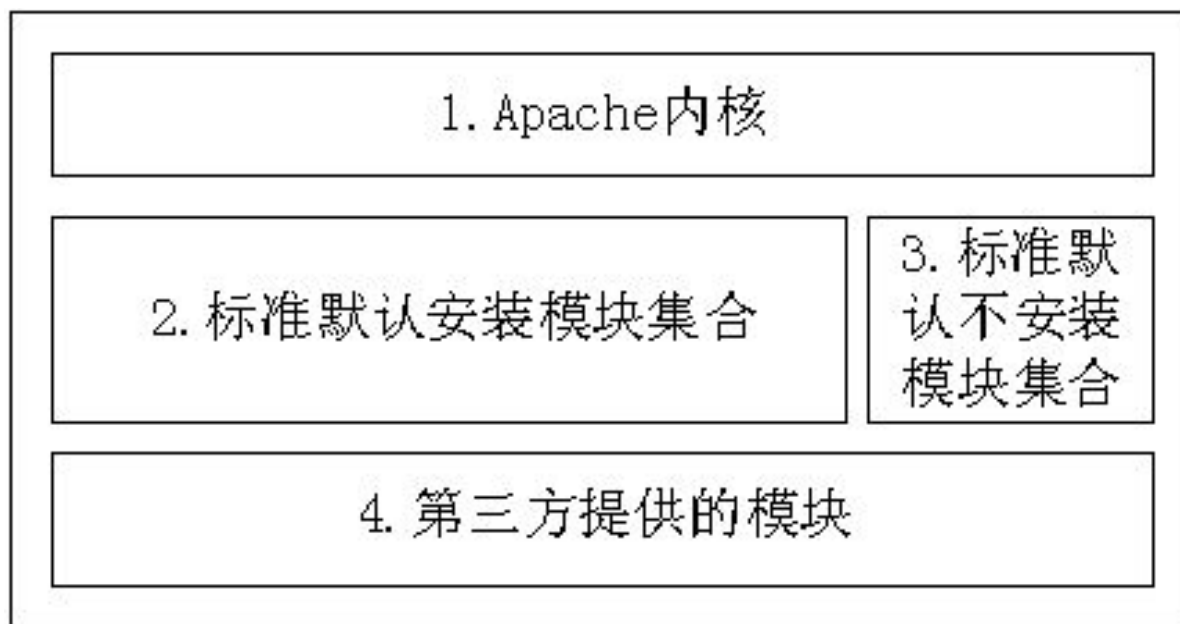 1. Apache内核
2. 标准默认安装模块集合
3. 标准默
认不安装
模块集合
4. 第三方提供的模块